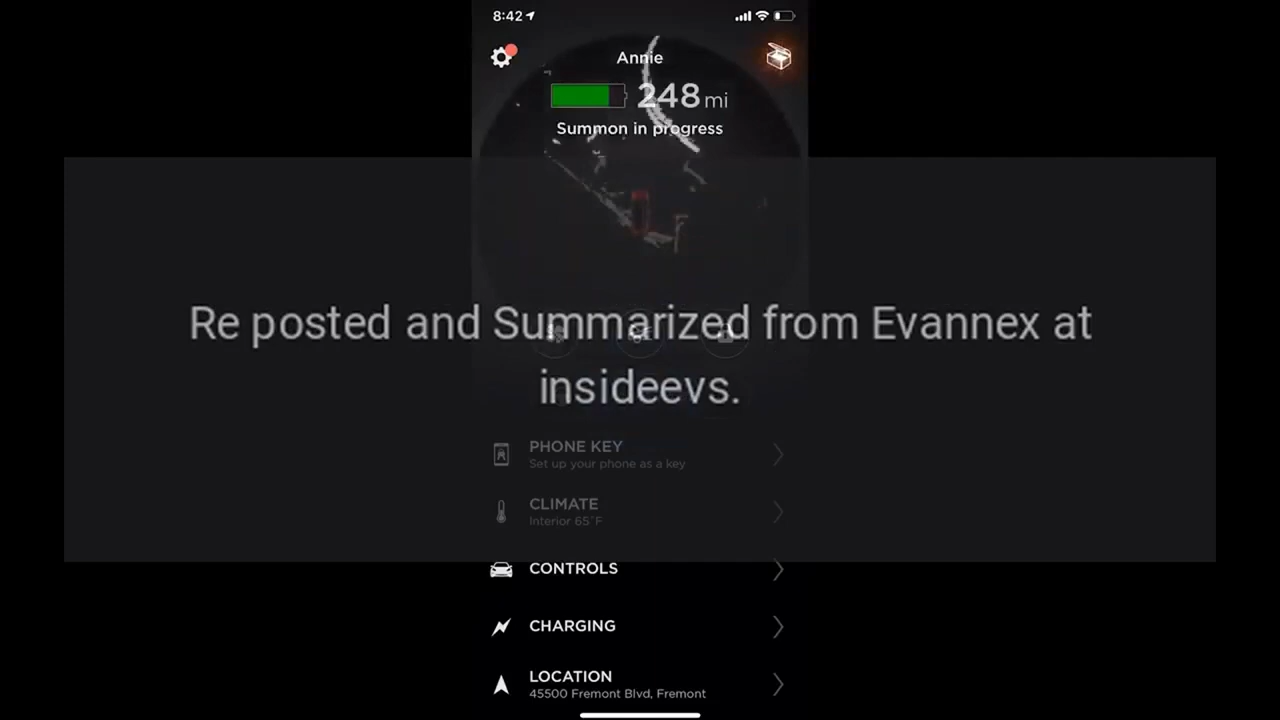 8:42
Annie
248 mi
Summon in progress
Re posted and Summarized from Evannex at
insideevs.
PHONE KEY
Set up your phone as a key
CLIMATE
Interior 65°F
CONTROLS
CHARGING
LOCATION
45500 Fremont Blvd, Fremont